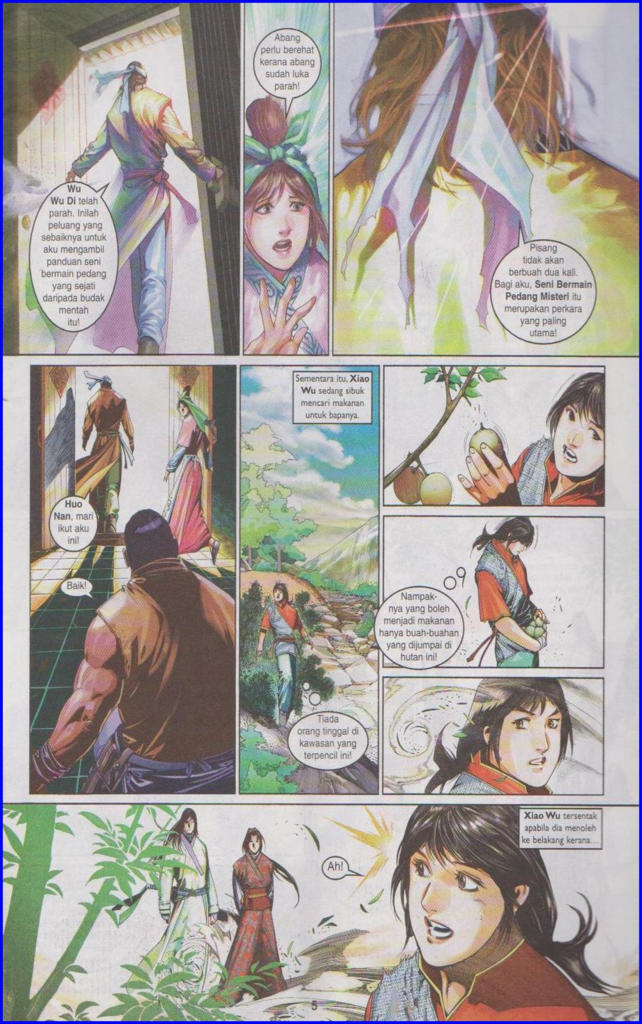 Wu
Wu Di telah
parah. Inilah
peluang yang
sebaiknya untuk
aku mengambil
panduan seni
bermain pedang
yang sejati
daripada budak
mentah
itu!
Abang
perlu berehat
kerana abang
sudah luka
parah!
Pisang
tidak akan
berbuah dua kali.
Bagi aku, Seni Bermain
Pedang Misteri itu
merupakan perkara
yang paling
utama!
Huo
Nan, mari
ikut aku
ini!
Baik!
Sementara itu, Xiao
Wu sedang sibuk
mencari makanan
untuk bapanya.
Tiada
orang tinggal di
kawasan yang
terpencil ini!
Nampak-
nya yang boleh
menjadi makanan
hanya buah-buahan
yang dijumpai di
hutan ini!
Xiao Wu tersentak
apabila dia menoleh
ke belakang kerana....
Ah!
5